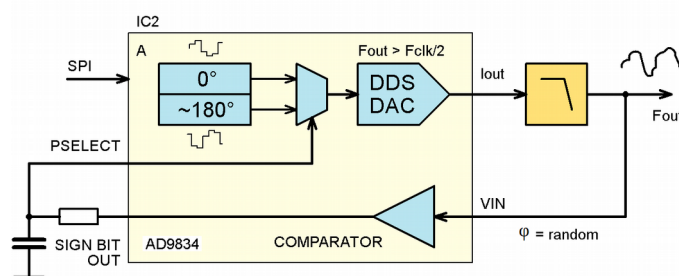 IC2
A
Fout > Fclk/2
SPI
0°
~180°
DDS
DAC
Iout
Fout
PSELECT
VIN
SIGN BIT
OUT
AD9834
COMPARATOR
φ = random